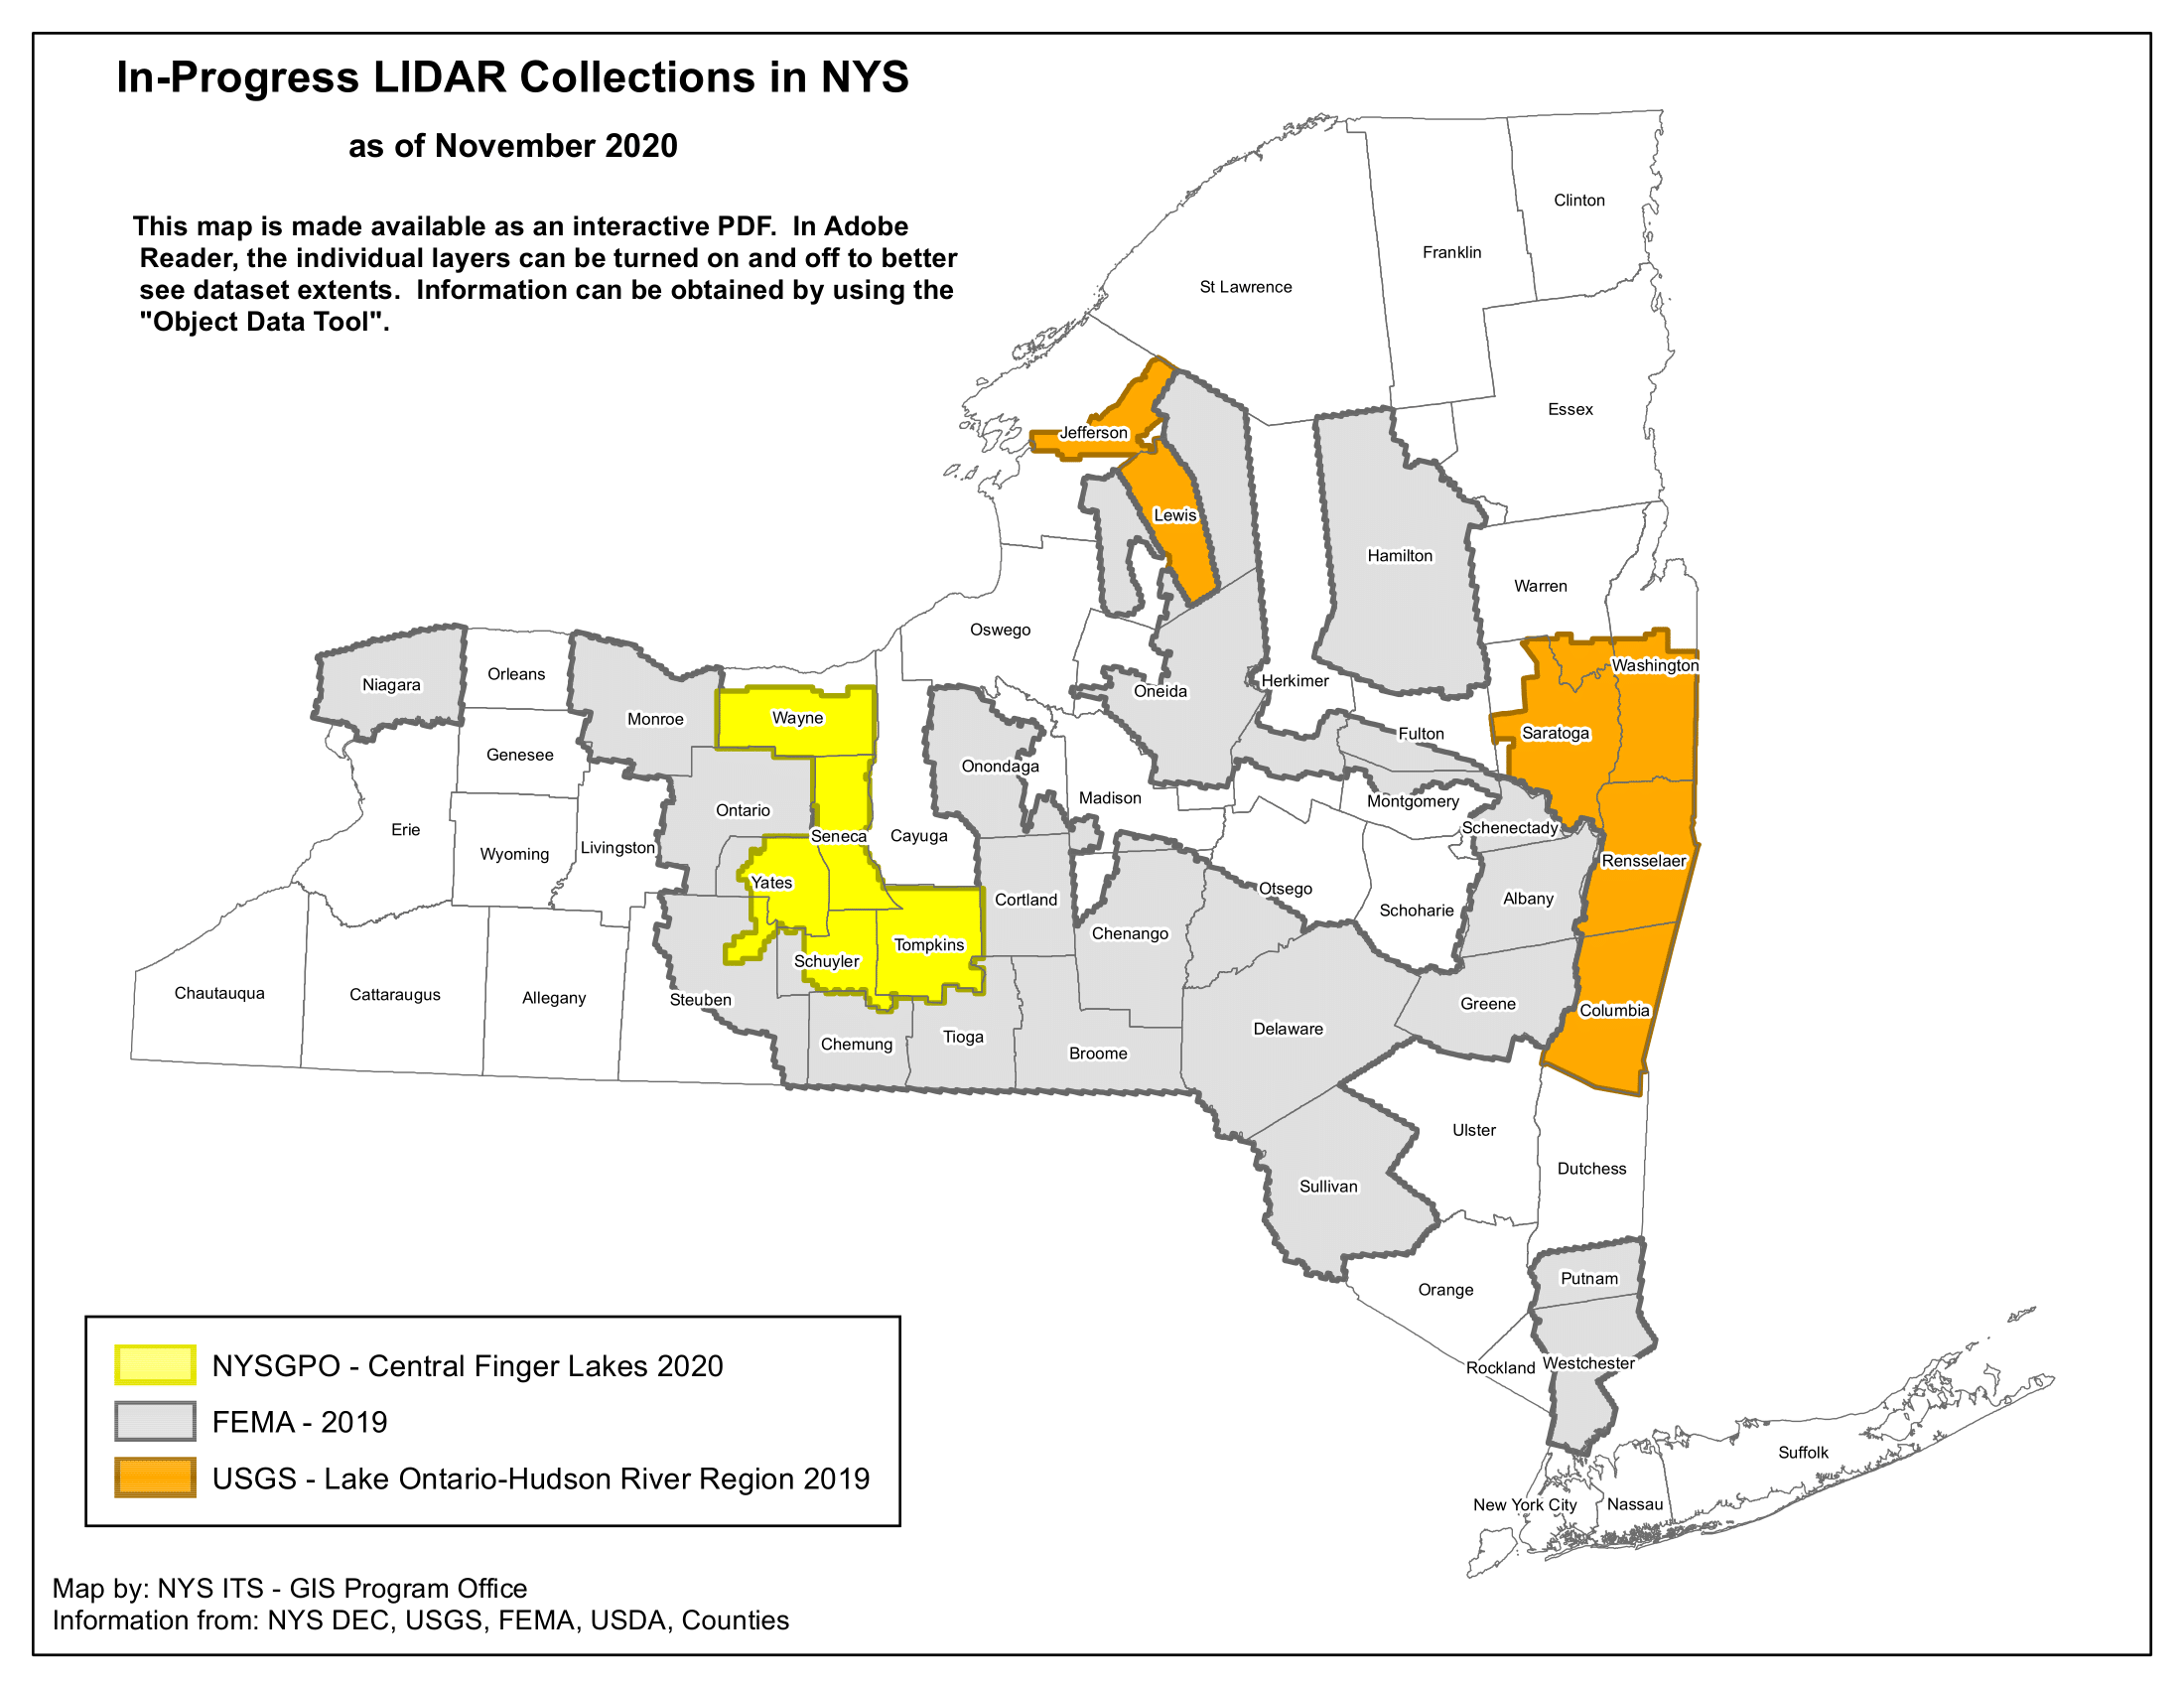 In-Progress LIDAR Collections in NYS
as of November 2020
This map is made available as an interactive PDF.  In Adobe
Reader, the individual layers can be turned on and off to better
see dataset extents.  Information can be obtained by using the
"Object Data Tool".
Clinton
Franklin
St Lawrence
Essex
Jefferson
Lewis
Hamilton
Warren
Oswego
Washington
Orleans
Herkimer
Niagara
Oneida
Wayne
Monroe
Fulton
Saratoga
Genesee
Onondaga
Madison
Montgomery
Ontario
Schenectady
Erie
Seneca
Cayuga
Livingston
Wyoming
Rensselaer
Yates
Otsego
Cortland
Albany
Schoharie
Chenango
Tompkins
Schuyler
Chautauqua
Cattaraugus
Allegany
Steuben
Greene
Columbia
Delaware
Tioga
Chemung
Broome
Ulster
Dutchess
Sullivan
Putnam
Orange
Westchester
Rockland
Suffolk
New York City
Nassau
NYSGPO - Central Finger Lakes 2020
FEMA - 2019
USGS - Lake Ontario-Hudson River Region 2019
Map by: NYS ITS - GIS Program Office
Information from: NYS DEC, USGS, FEMA, USDA, Counties